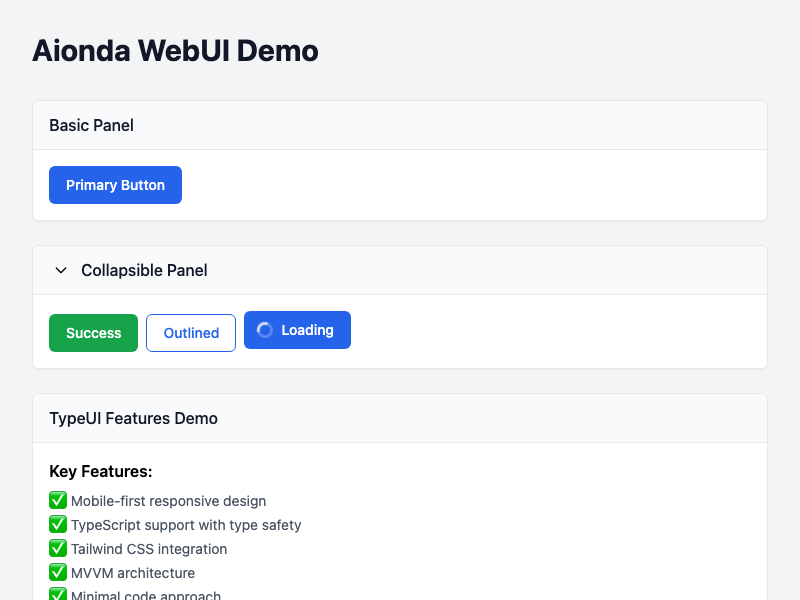 Aionda WebUI Demo
Basic Panel
Primary Button
Collapsible Panel
Success Outlined Loading
TypeUI Features Demo
Key Features:
✅ Mobile-first responsive design
✅ TypeScript support with type safety
✅ Tailwind CSS integration
✅ MVVM architecture
✅ Minimal code approach